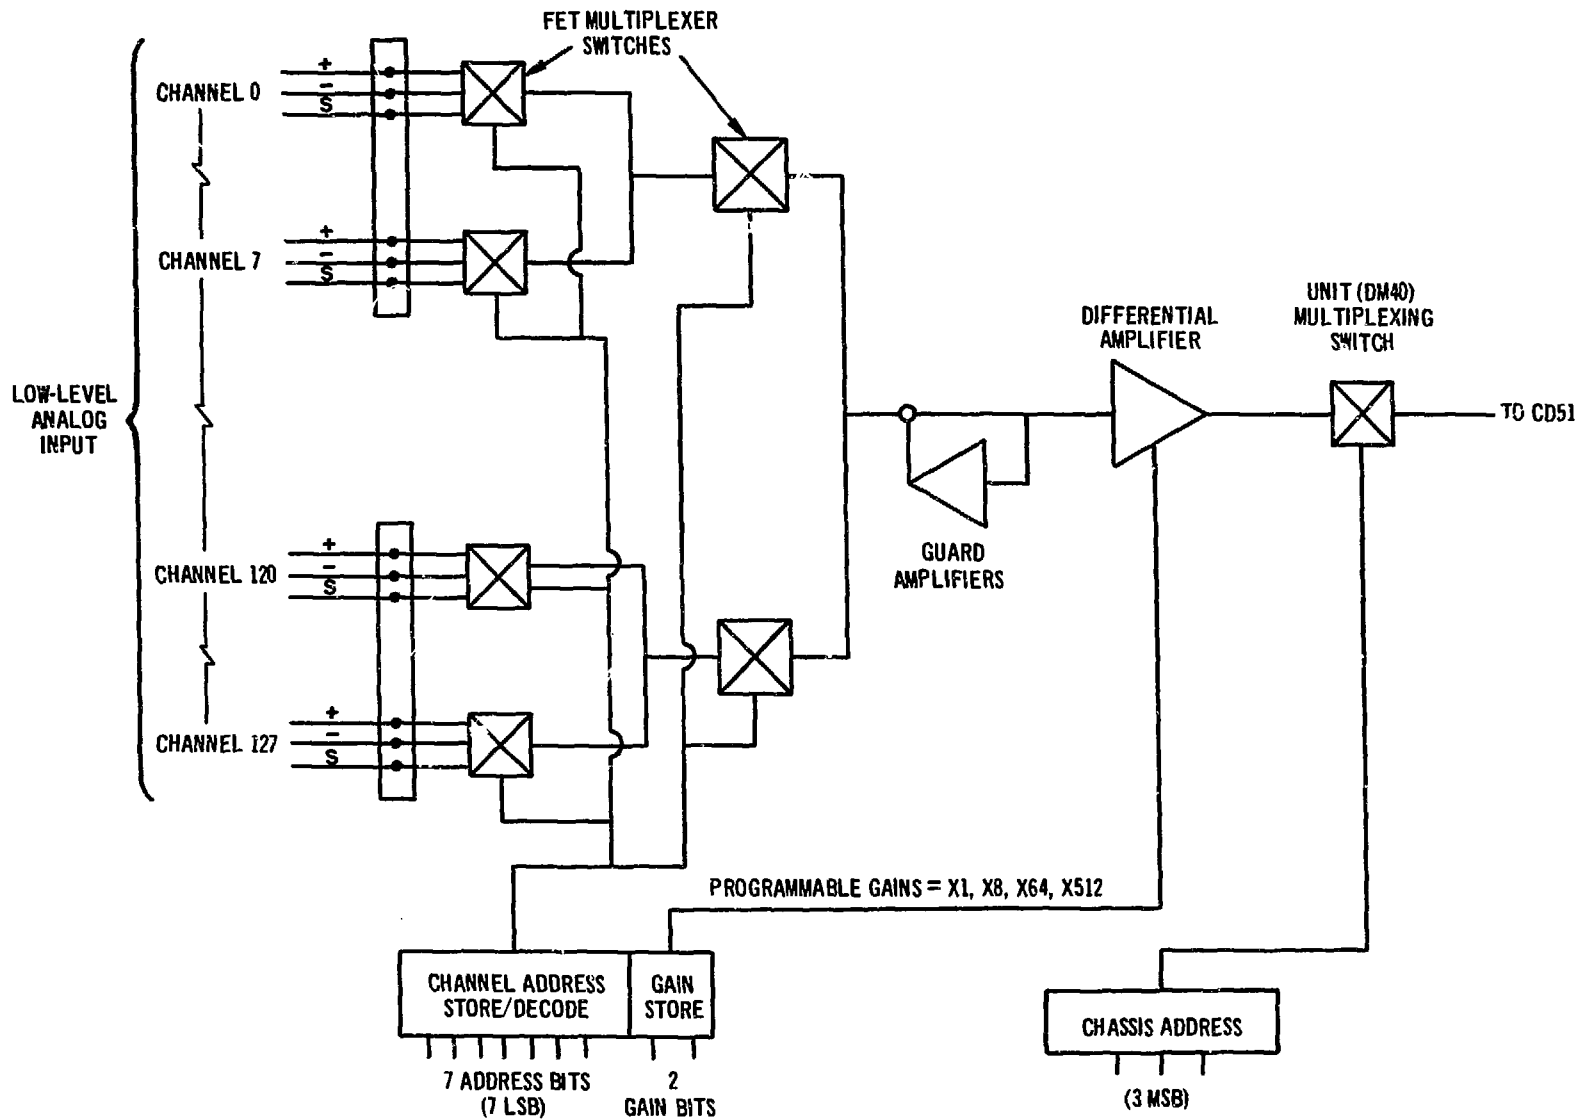 FET MULTIPLEXER
SWITCHES
CHANNEL 0
+
−
S
CHANNEL 7
+
−
S
LOW-LEVEL
ANALOG
INPUT
CHANNEL 120
+
−
S
CHANNEL 127
+
−
S
GUARD
AMPLIFIERS
DIFFERENTIAL
AMPLIFIER
UNIT (DM40)
MULTIPLEXING
SWITCH
TO CD51
PROGRAMMABLE GAINS = X1, X8, X64, X512
CHANNEL ADDRESS
STORE/DECODE
GAIN
STORE
7 ADDRESS BITS
(7 LSB)
2
GAIN BITS
CHASSIS ADDRESS
(3 MSB)